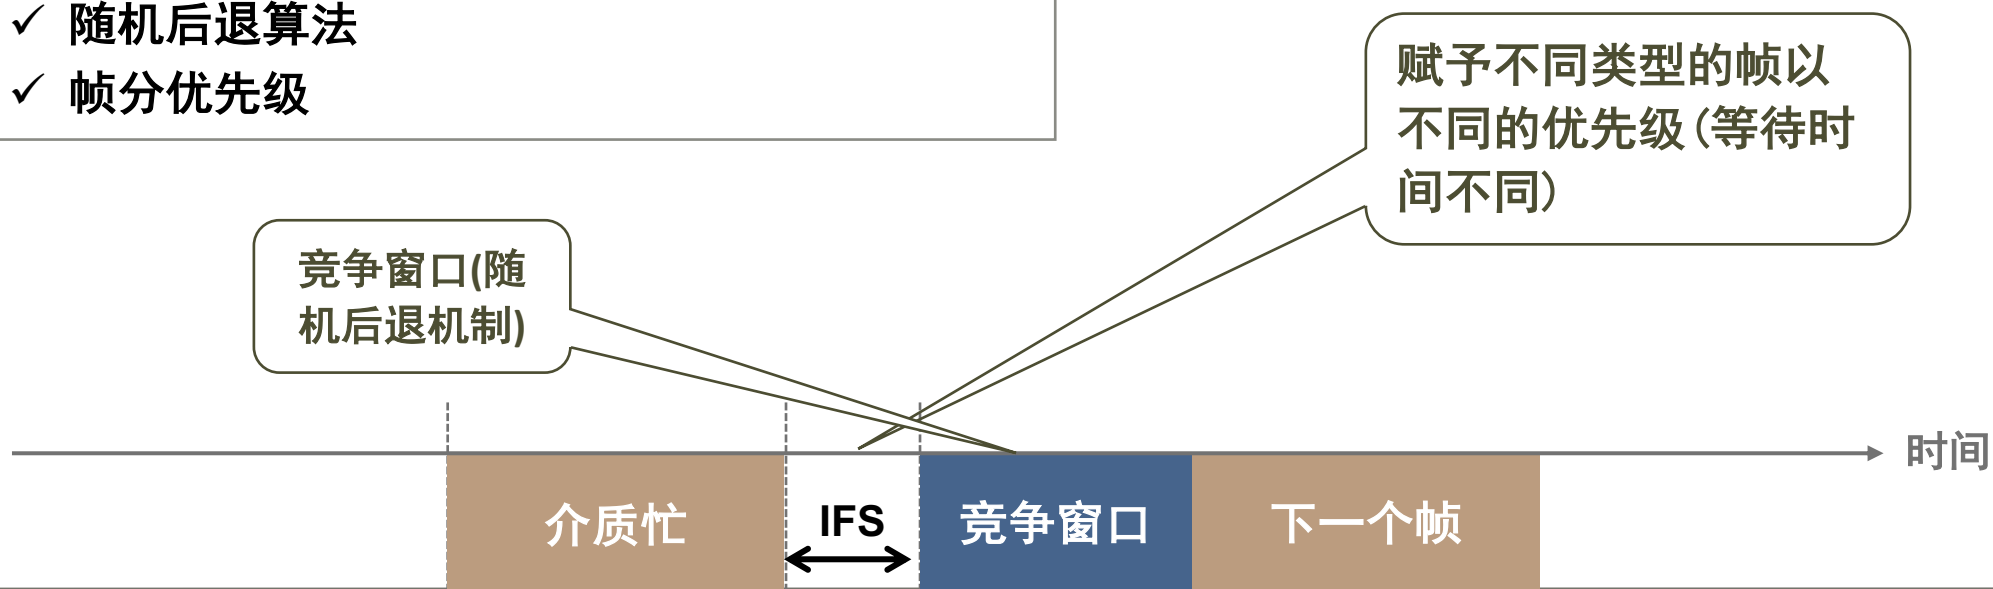 ✓ 随机后退算法
✓ 帧分优先级
赋予不同类型的帧以
不同的优先级(等待时
间不同)
竞争窗口(随
机后退机制)
时间
介质忙
IFS
竞争窗口
下一个帧